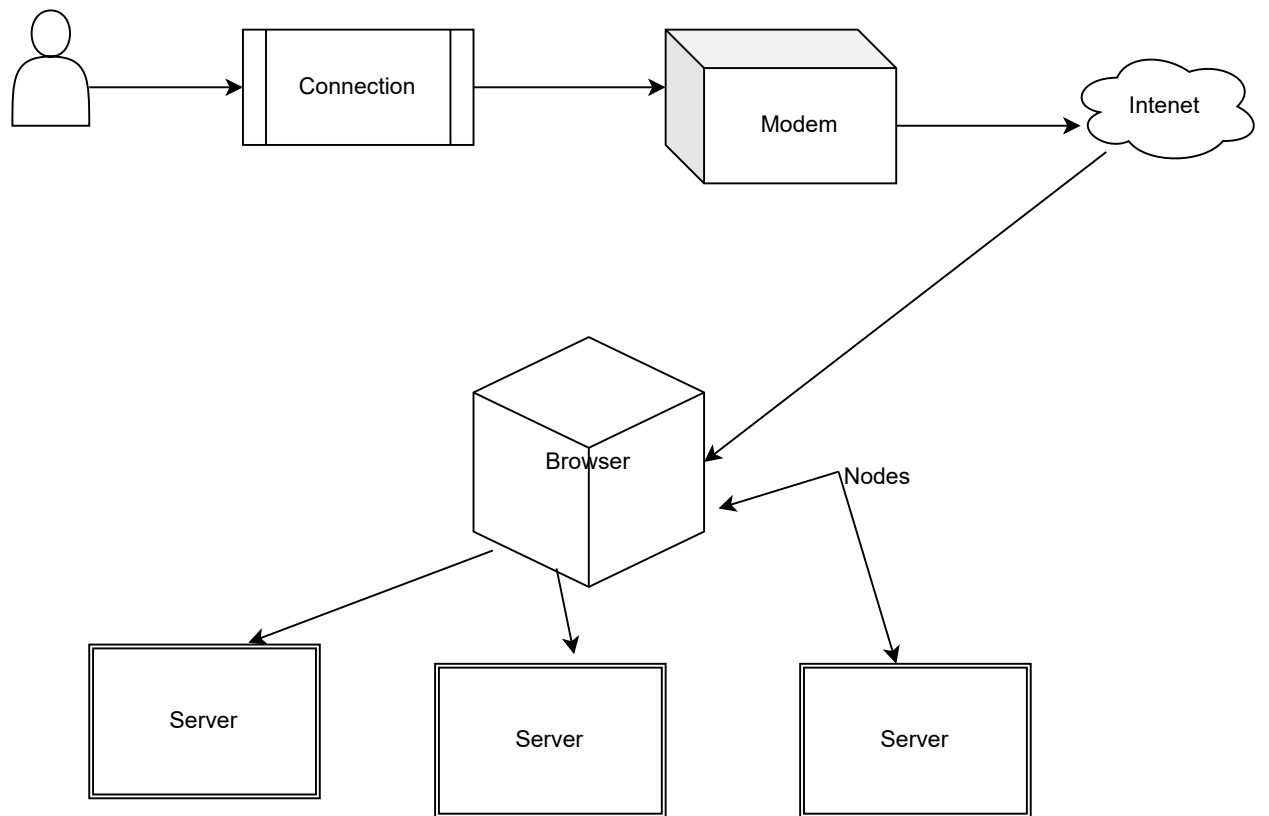 Connection
Modem
Intenet
Browser
Nodes
Server
Server
Server